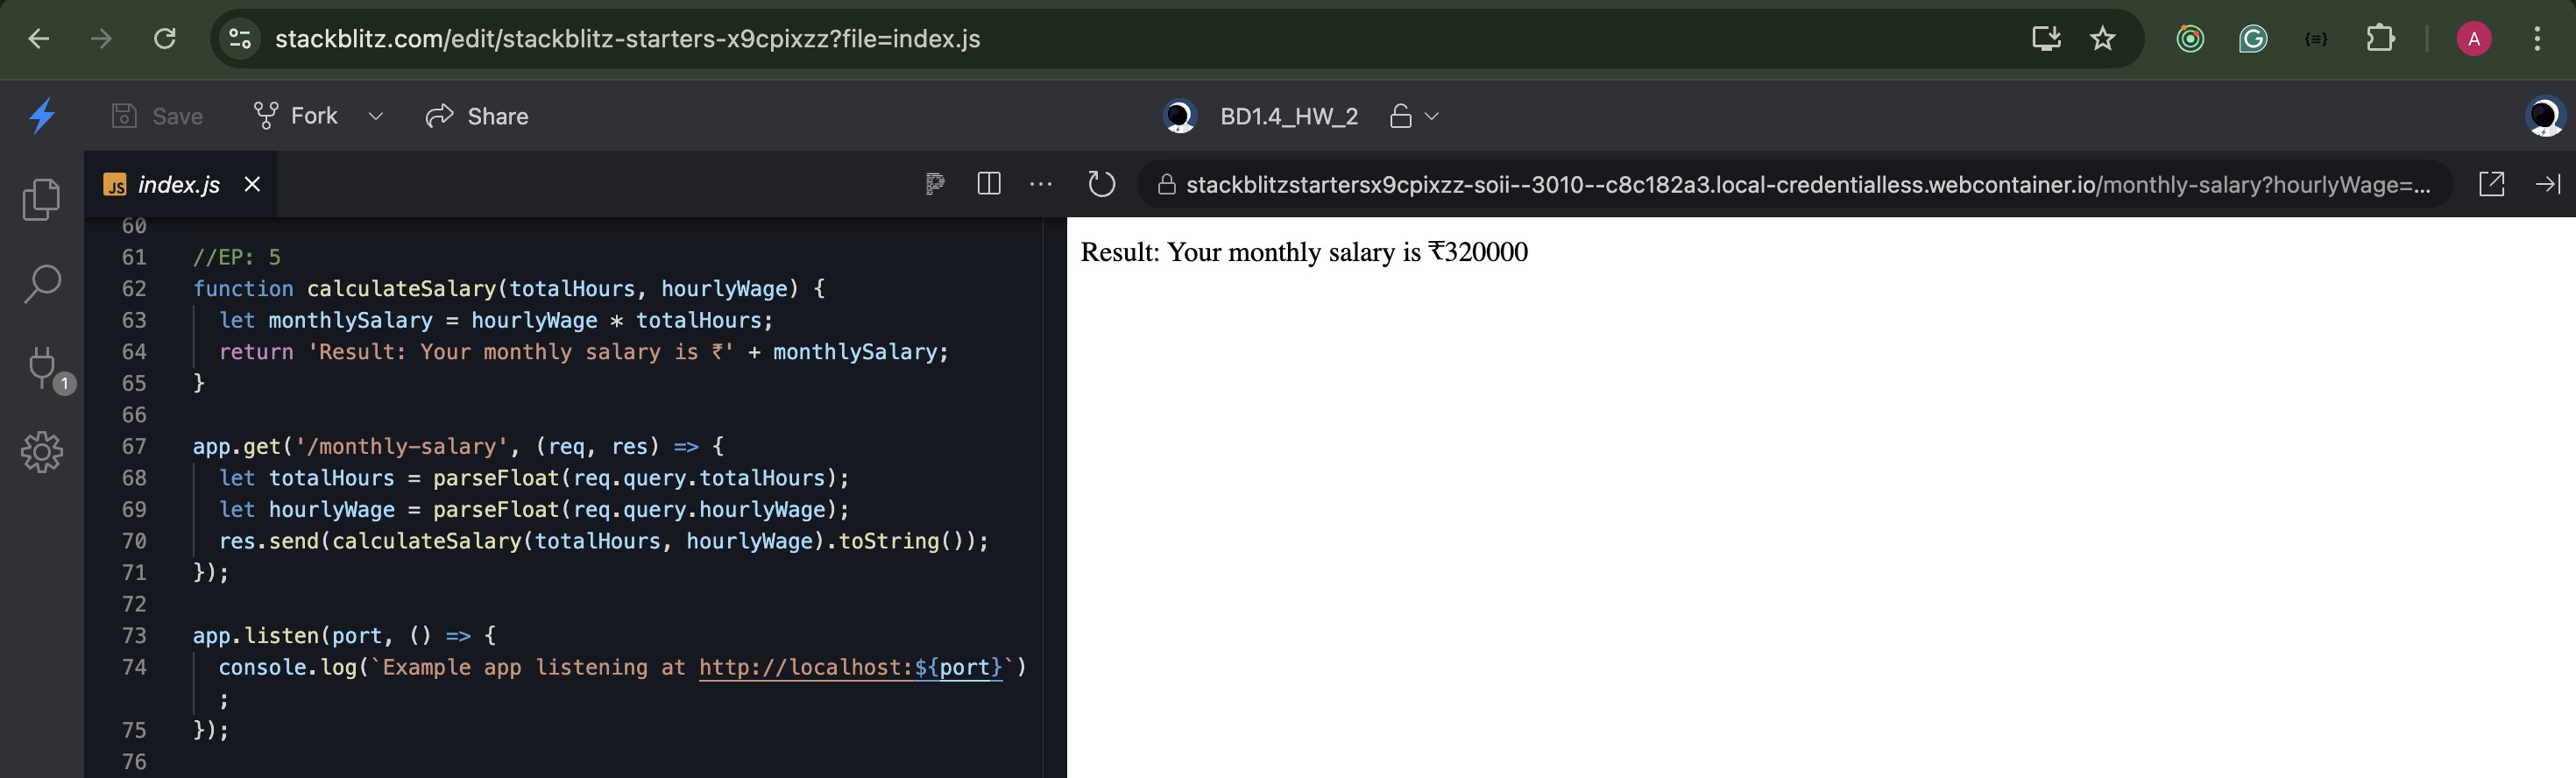 stackblitz.com/edit/stackblitz-starters-x9cpixzz?file=index.js
A
Save
Fork
Share
BD1.4_HW_2
JS index.js
stackblitzstartersx9cpixzz-soii--3010--c8c182a3.local-credentialless.webcontainer.io/monthly-salary?hourlyWage=...
1
60
61 //EP: 5
62 function calculateSalary(totalHours, hourlyWage) {
63 let monthlySalary = hourlyWage * totalHours;
64 return 'Result: Your monthly salary is ₹' + monthlySalary;
65 }
66
67 app.get('/monthly-salary', (req, res) => {
68 let totalHours = parseFloat(req.query.totalHours);
69 let hourlyWage = parseFloat(req.query.hourlyWage);
70 res.send(calculateSalary(totalHours, hourlyWage).toString());
71 });
72
73 app.listen(port, () => {
74 console.log(`Example app listening at http://localhost:${port}`)
;
75 });
76
Result: Your monthly salary is ₹320000